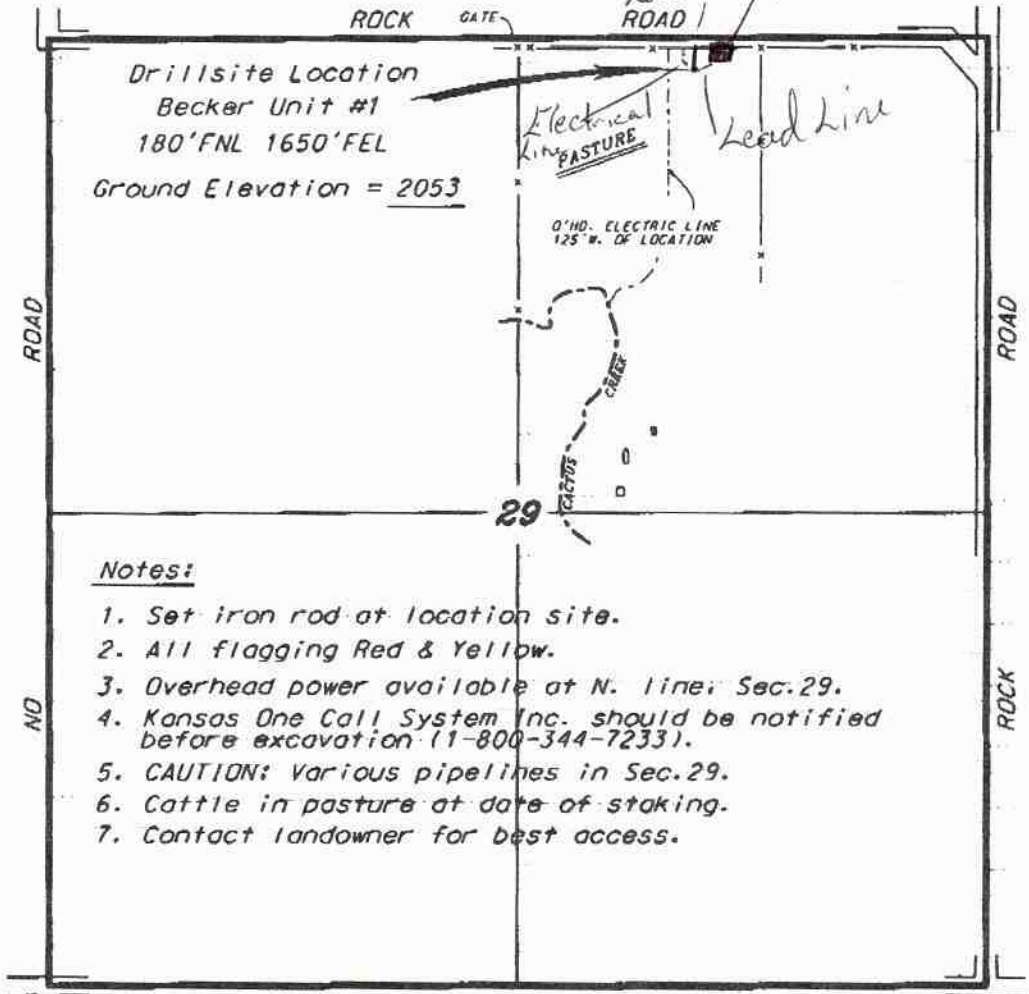 ROCK GATE ROAD
Drillsite Location
Becker Unit #1
180'FNL 1650'FEL
Ground Elevation = 2053
Electrical
Line
PASTURE
Lead Line
O'HD. ELECTRIC LINE
125'W. OF LOCATION
ROAD
ROAD
CREEK
CACTUS
29
Notes:
1. Set iron rod at location site.
2. All flagging Red & Yellow.
3. Overhead power available at N. line, Sec.29.
4. Kansas One Call System Inc. should be notified
before excavation (1-800-344-7233).
5. CAUTION: Various pipelines in Sec.29.
6. Cattle in pasture at date of staking.
7. Contact landowner for best access.
NO
ROCK